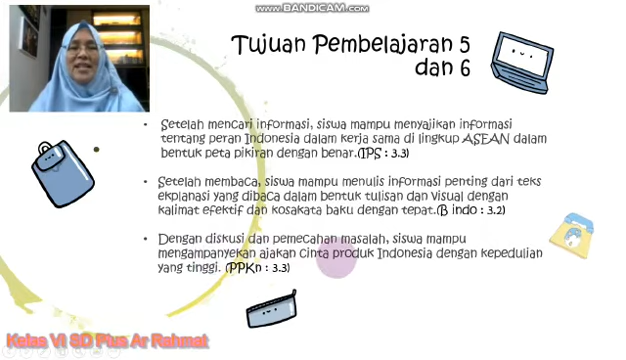 www.BANDICAM.com
Tujuan Pembelajaran 5
dan 6
• Setelah mencari informasi, siswa mampu menyajikan informasi
tentang peran Indonesia dalam kerja sama di lingkup ASEAN dalam
bentuk peta pikiran dengan benar.(IPS : 3.3)
• Setelah membaca, siswa mampu menulis informasi penting dari teks
ekplanasi yang dibaca dalam bentuk tulisan dan visual dengan
kalimat efektif dan kosakata baku dengan tepat.(B indo : 3.2)
• Dengan diskusi dan pemecahan masalah, siswa mampu
mengampanyekan ajakan cinta produk Indonesia dengan kepedulian
yang tinggi. (PPKn : 3.3)
Kelas VI SD Plus Ar Rahmat